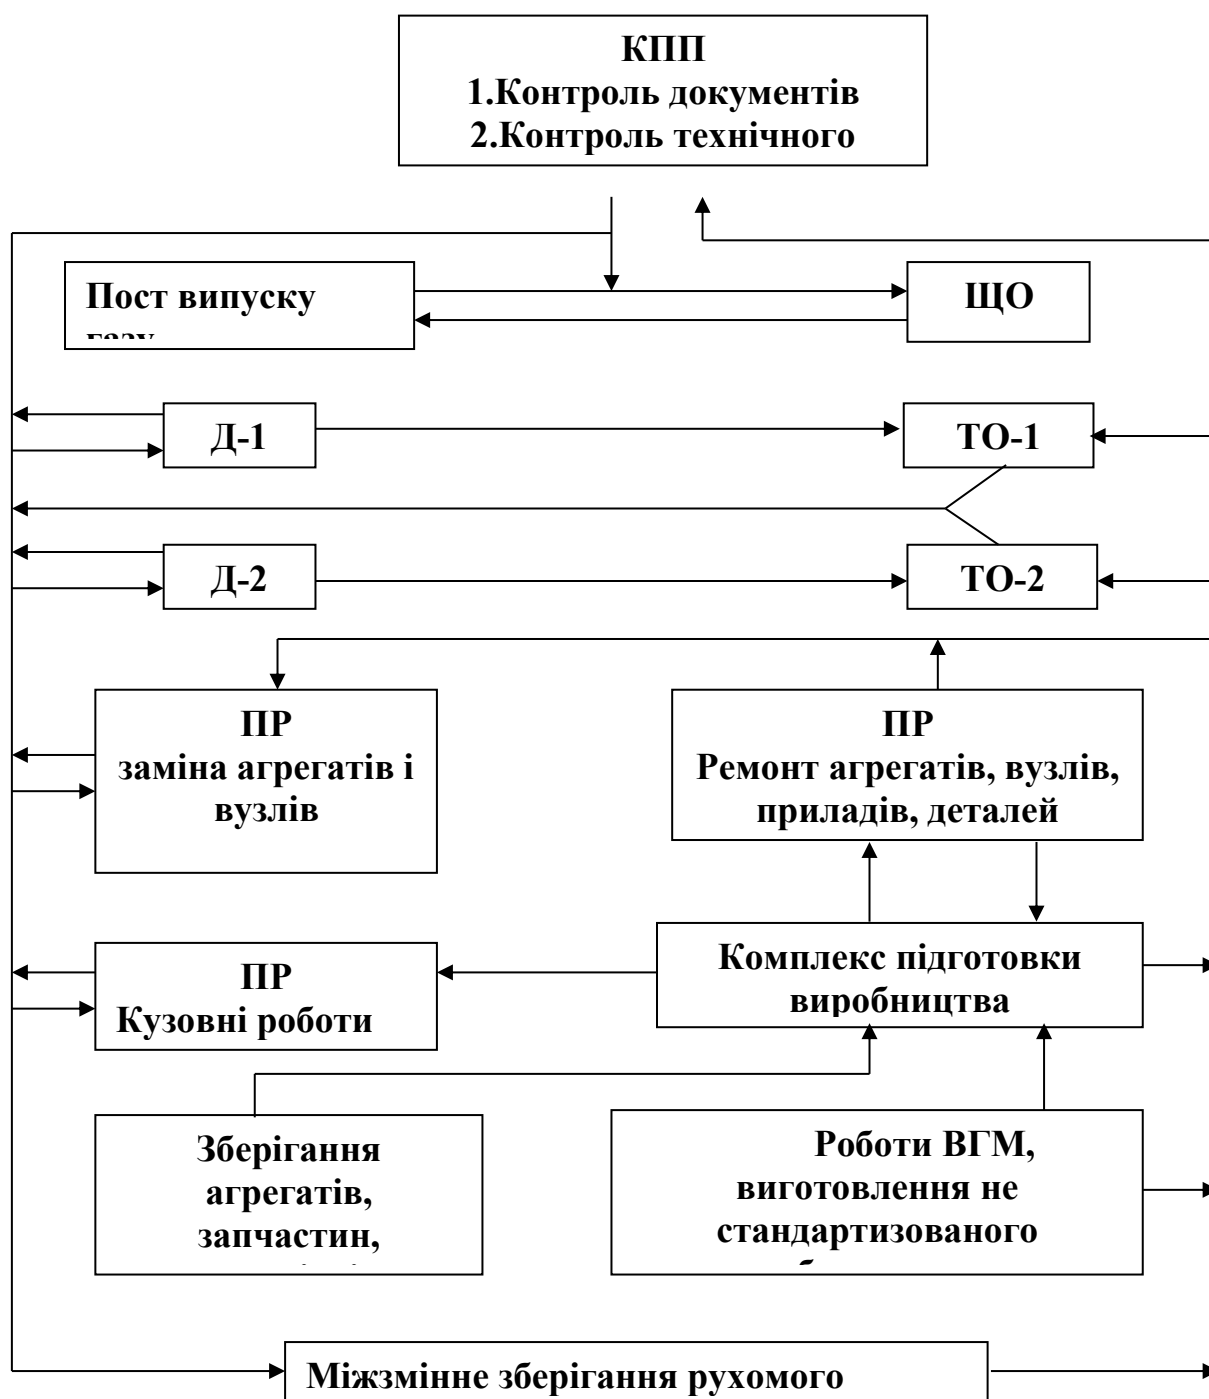 КПП
1.Контроль документів
2.Контроль технічного
Пост випуску
газу
ЩО
Д-1
ТО-1
Д-2
ТО-2
ПР
заміна агрегатів і
вузлів
ПР
Ремонт агрегатів, вузлів,
приладів, деталей
ПР
Кузовні роботи
Комплекс підготовки
виробництва
Зберігання
агрегатів,
запчастин,
Роботи ВГМ,
виготовлення не
стандартизованого
Міжзмінне зберігання рухомого